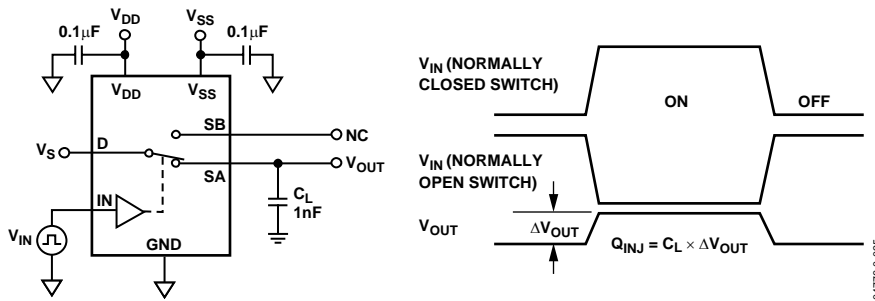 VDD
VSS
0.1µF
0.1µF
VDD
VSS
SB
NC
VS
D
SA
VOUT
IN
CL
1nF
VIN
GND
VIN (NORMALLY
CLOSED SWITCH)
ON
OFF
VIN (NORMALLY
OPEN SWITCH)
VOUT
ΔVOUT
QINJ = CL × ΔVOUT